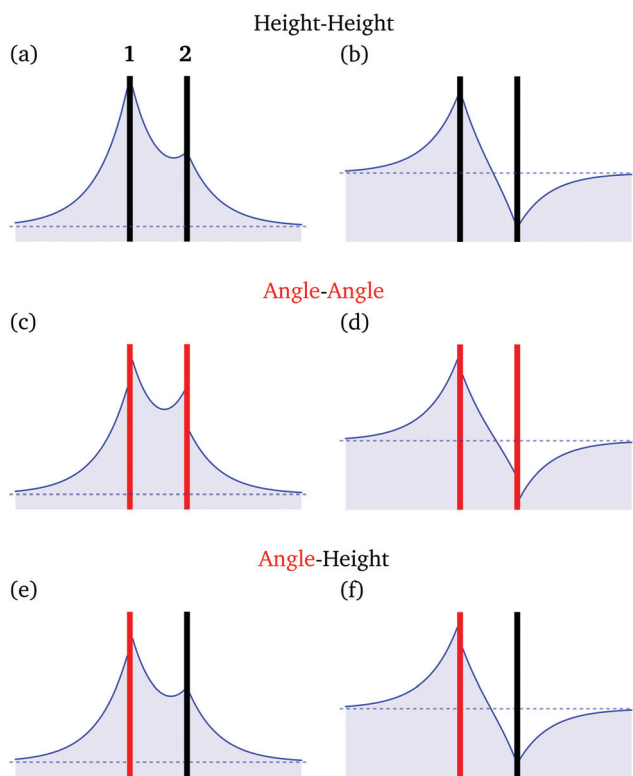 Height-Height
(a) 1 2 (b)
Angle-Angle
(c) (d)
Angle-Height
(e) (f)